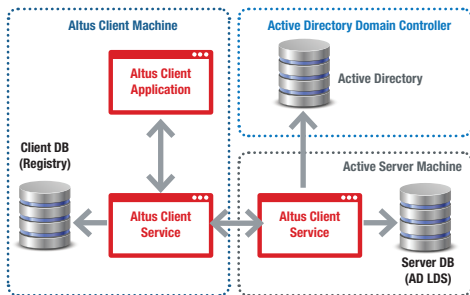 Altus Client Machine
Altus Client
Application
Client DB
(Registry)
Altus Client
Service
Active Directory Domain Controller
Active Directory
Active Server Machine
Altus Client
Service
Server DB
(AD LDS)